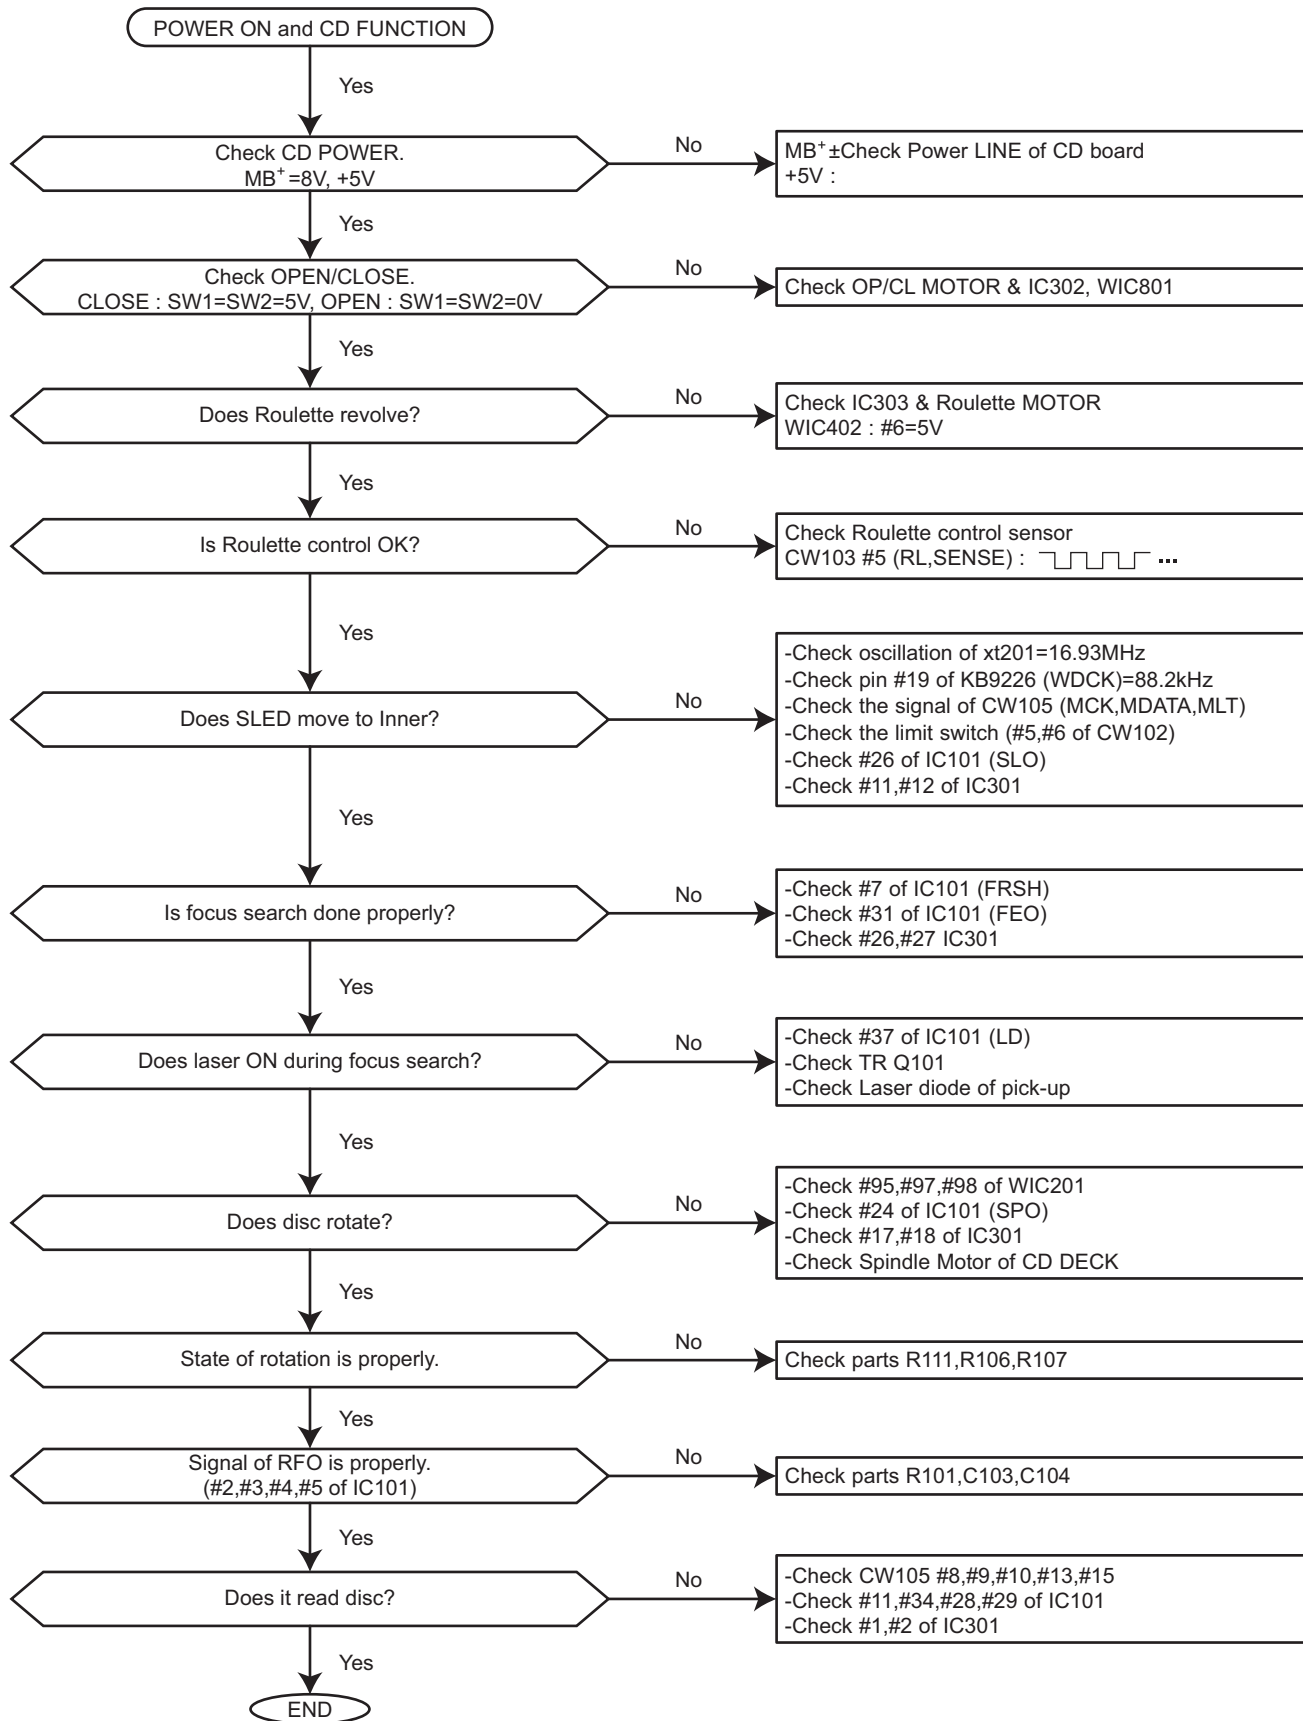 POWER ON and CD FUNCTION
Yes
Check CD POWER.
MB+=8V, +5V
No
MB+ ±Check Power LINE of CD board
+5V :
Yes
Check OPEN/CLOSE.
CLOSE : SW1=SW2=5V, OPEN : SW1=SW2=0V
No
Check OP/CL MOTOR & IC302, WIC801
Yes
Does Roulette revolve?
No
Check IC303 & Roulette MOTOR
WIC402 : #6=5V
Yes
Is Roulette control OK?
No
Check Roulette control sensor
CW103 #5 (RL,SENSE) : ...
Yes
Does SLED move to Inner?
No
-Check oscillation of xt201=16.93MHz
-Check pin #19 of KB9226 (WDCK)=88.2kHz
-Check the signal of CW105 (MCK,MDATA,MLT)
-Check the limit switch (#5,#6 of CW102)
-Check #26 of IC101 (SLO)
-Check #11,#12 of IC301
Yes
Is focus search done properly?
No
-Check #7 of IC101 (FRSH)
-Check #31 of IC101 (FEO)
-Check #26,#27 IC301
Yes
Does laser ON during focus search?
No
-Check #37 of IC101 (LD)
-Check TR Q101
-Check Laser diode of pick-up
Yes
Does disc rotate?
No
-Check #95,#97,#98 of WIC201
-Check #24 of IC101 (SPO)
-Check #17,#18 of IC301
-Check Spindle Motor of CD DECK
Yes
State of rotation is properly.
No
Check parts R111,R106,R107
Yes
Signal of RFO is properly.
(#2,#3,#4,#5 of IC101)
No
Check parts R101,C103,C104
Yes
Does it read disc?
No
-Check CW105 #8,#9,#10,#13,#15
-Check #11,#34,#28,#29 of IC101
-Check #1,#2 of IC301
Yes
END